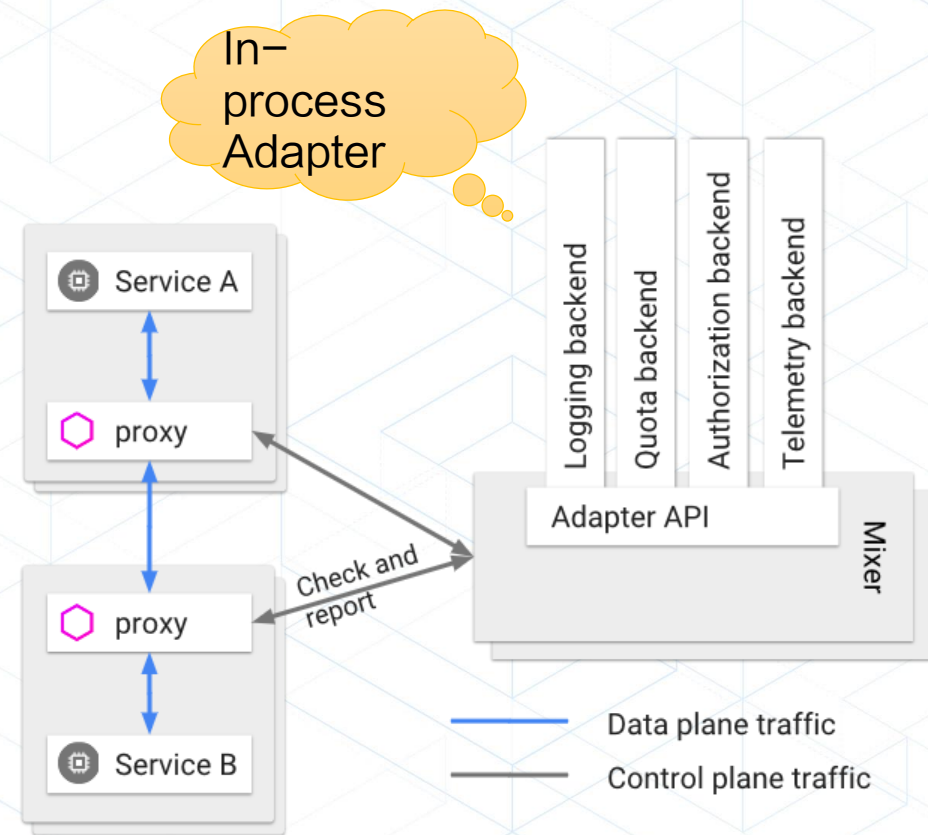 In-
process
Adapter
Service A
proxy
proxy
Service B
Check and
report
Logging backend
Quota backend
Authorization backend
Telemetry backend
Adapter API
Mixer
Data plane traffic
Control plane traffic